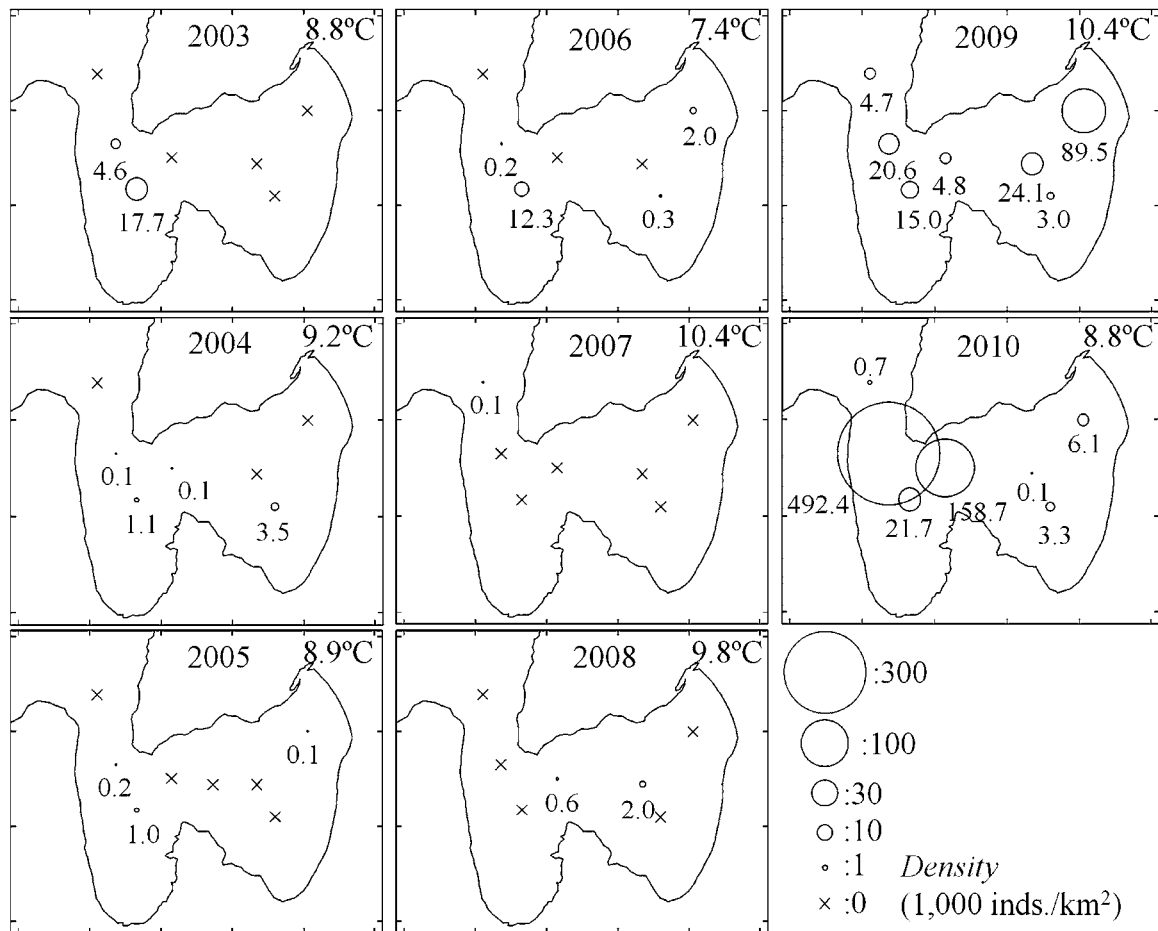 2003 8.8ºC
4.6
17.7
2006 7.4ºC
2.0
0.2
12.3 0.3
2009 10.4ºC
4.7
89.5
20.6 4.8 24.1
15.0 3.0
2004 9.2ºC
0.1 0.1
1.1 3.5
2007 10.4ºC
0.1
2010 8.8ºC
0.7
6.1
0.1
492.4 21.7 158.7 3.3
2005 8.9ºC
0.1
0.2
1.0
2008 9.8ºC
0.6 2.0
:300
:100
:30
:10
:1 Density
×:0 (1,000 inds./km²)